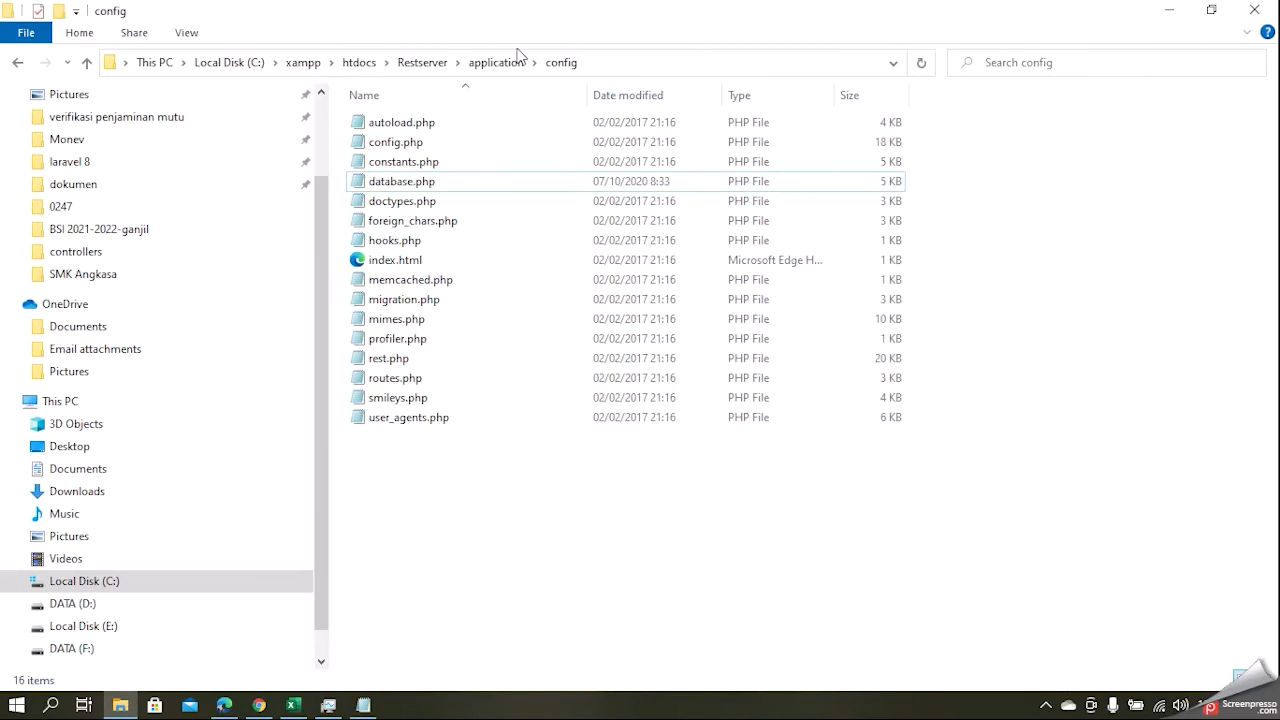 config
File Home Share View
This PC Local Disk (C:) xampp htdocs Restserver application config
Search config
Pictures
verifikasi penjaminan mutu
Monev
laravel 8
dokumen
0247
BSI 2021-2022-ganjil
controllers
SMK Angkasa
OneDrive
Documents
Email attachments
Pictures
This PC
3D Objects
Desktop
Documents
Downloads
Music
Pictures
Videos
Local Disk (C:)
DATA (D:)
Local Disk (E:)
DATA (F:)
Name Date modified Type Size
autoload.php 02/02/2017 21:16 PHP File 4 KB
config.php 02/02/2017 21:16 PHP File 18 KB
constants.php 02/02/2017 21:16 PHP File 5 KB
database.php 07/10/2020 8:33 PHP File 5 KB
doctypes.php 02/02/2017 21:16 PHP File 3 KB
foreign_chars.php 02/02/2017 21:16 PHP File 3 KB
hooks.php 02/02/2017 21:16 PHP File 1 KB
index.html 02/02/2017 21:16 Microsoft Edge H... 1 KB
memcached.php 02/02/2017 21:16 PHP File 1 KB
migration.php 02/02/2017 21:16 PHP File 3 KB
mimes.php 02/02/2017 21:16 PHP File 10 KB
profiler.php 02/02/2017 21:16 PHP File 1 KB
rest.php 02/02/2017 21:16 PHP File 20 KB
routes.php 02/02/2017 21:16 PHP File 3 KB
smileys.php 02/02/2017 21:16 PHP File 4 KB
user_agents.php 02/02/2017 21:16 PHP File 6 KB
16 items
Screenpresso
.com